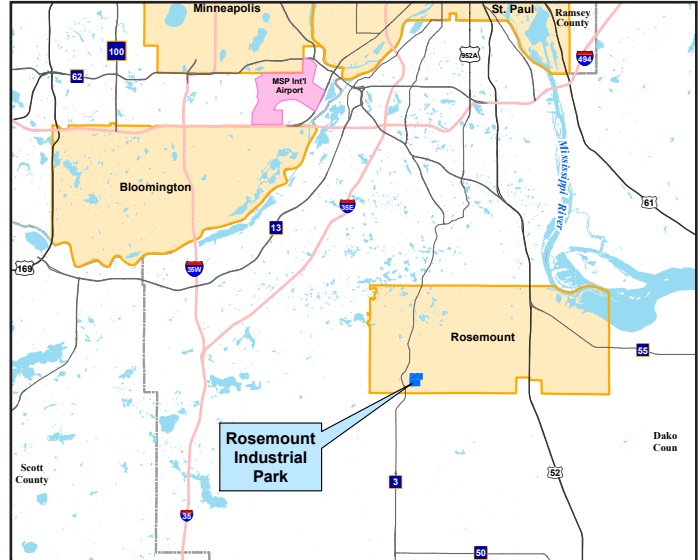 Minneapolis
St. Paul
Ramsey
County
100
952A
494
62
MSP Int'l
Airport
Bloomington
Mississippi River
61
35E
13
169
35W
Rosemount
55
Rosemount
Industrial
Park
Dako
Coun
Scott
County
52
3
35
50